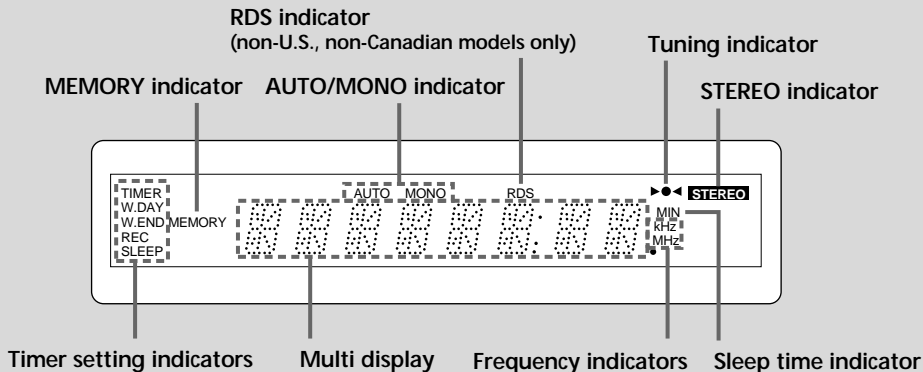 RDS indicator
(non-U.S., non-Canadian models only)
Tuning indicator
MEMORY indicator
AUTO/MONO indicator
STEREO indicator
TIMER
W.DAY
W.END
REC
SLEEP
MEMORY
AUTO MONO
RDS
STEREO
MIN
kHz
MHz
Timer setting indicators
Multi display
Frequency indicators
Sleep time indicator